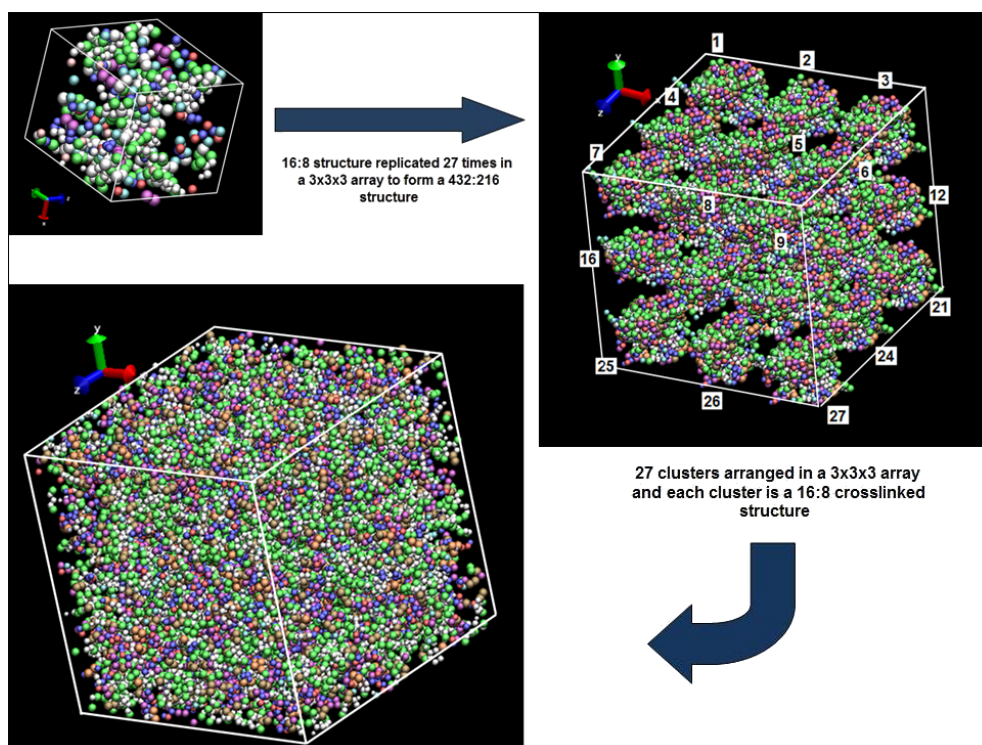 1
2
3
4
5
6
7
8
9
12
16
21
24
25
26
27
y
x
z
z
x
16:8 structure replicated 27 times in
a 3x3x3 array to form a 432:216
structure
y
z
27 clusters arranged in a 3x3x3 array
and each cluster is a 16:8 crosslinked
structure